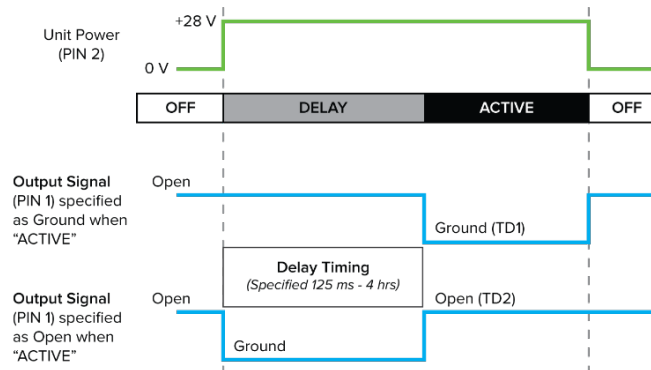 +28 V
Unit Power
(PIN 2)
0 V
OFF DELAY ACTIVE OFF
Output Signal Open
(PIN 1) specified
as Ground when
"ACTIVE"
Ground (TD1)
Delay Timing
(Specified 125 ms - 4 hrs)
Output Signal Open Open (TD2)
(PIN 1) specified
as Open when
"ACTIVE"
Ground